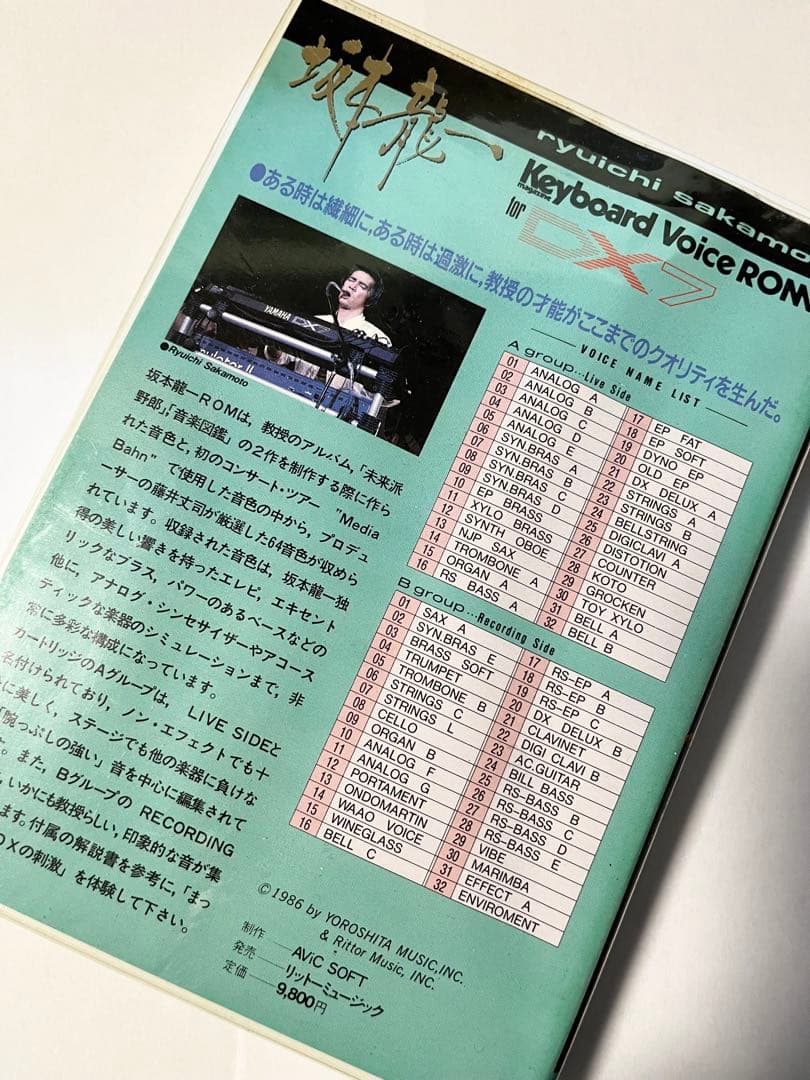 坂本龍一
ryuichi sakamo
Keyboard Voice ROM
magazine
for DX7
●ある時は繊細に,ある時は過激に,教授の才能がここまでのクオリティを生んだ。
YAMAHA DX7
●Ryuichi Sakamoto
坂本龍一ROMは，教授のアルバム，「未来派
野郎」，「音楽図鑑」の2作を制作する際に作ら
れた音色と，初のコンサート・ツアー "Media
Bahn" で使用した音色の中から，プロデュ
ーサーの藤井丈司が厳選した64音色が収めら
れています。収録された音色は，坂本龍一独
得の美しい響きを持ったエレピ，エキセント
リックなブラス，パワーのあるベースなどの
他に，アナログ・シンセサイザーやアコース
ティックな楽器のシミュレーションまで，非
常に多彩な構成になっています。
カートリッジのAグループは， LIVE SIDEと
名付けられており，ノン・エフェクトでも十
に美しく，ステージでも他の楽器に負けな
「腕っぷしの強い」音を中心に編集されて
。また，Bグループの RECORDING
，いかにも教授らしい，印象的な音が集
ます。付属の解説書を参考に，「まっ
DXの刺激」を体験して下さい。
VOICE NAME LIST
A group…Live Side
01 ANALOG A
02 ANALOG B
03 ANALOG C
04 ANALOG D
05 ANALOG E
06 SYN.BRAS A
07 SYN.BRAS B
08 SYN.BRAS C
09 SYN.BRAS D
10 EP BRASS
11 XYLO BRASS
12 SYNTH OBOE
13 NJP SAX
14 TROMBONE A
15 ORGAN A
16 RS BASS A
17 EP FAT
18 EP SOFT
19 DYNO EP
20 OLD EP
21 DX DELUX A
22 STRINGS A
23 STRINGS B
24 BELLSTRING
25 DIGICLAVI A
26 DISTOTION
27 COUNTER
28 KOTO
29 GROCKEN
30 TOY XYLO
31 BELL A
32 BELL B
B group…Recording Side
01 SAX A
02 SYN.BRAS E
03 BRASS SOFT
04 TRUMPET
05 TROMBONE B
06 STRINGS C
07 STRINGS L
08 CELLO
09 ORGAN B
10 ANALOG F
11 ANALOG G
12 PORTAMENT
13 ONDOMARTIN
14 WAAO VOICE
15 WINEGLASS
16 BELL C
17 RS-EP A
18 RS-EP B
19 RS-EP C
20 DX DELUX B
21 CLAVINET
22 DIGI CLAVI B
23 AC.GUITAR
24 BILL BASS
25 RS-BASS B
26 RS-BASS C
27 RS-BASS D
28 RS-BASS E
29 VIBE
30 MARIMBA
31 EFFECT A
32 ENVIROMENT
©1986 by YOROSHITA MUSIC,INC.
& Rittor Music, INC.
制作 — AViC SOFT
発売 — リットーミュージック
定価 — 9,800円